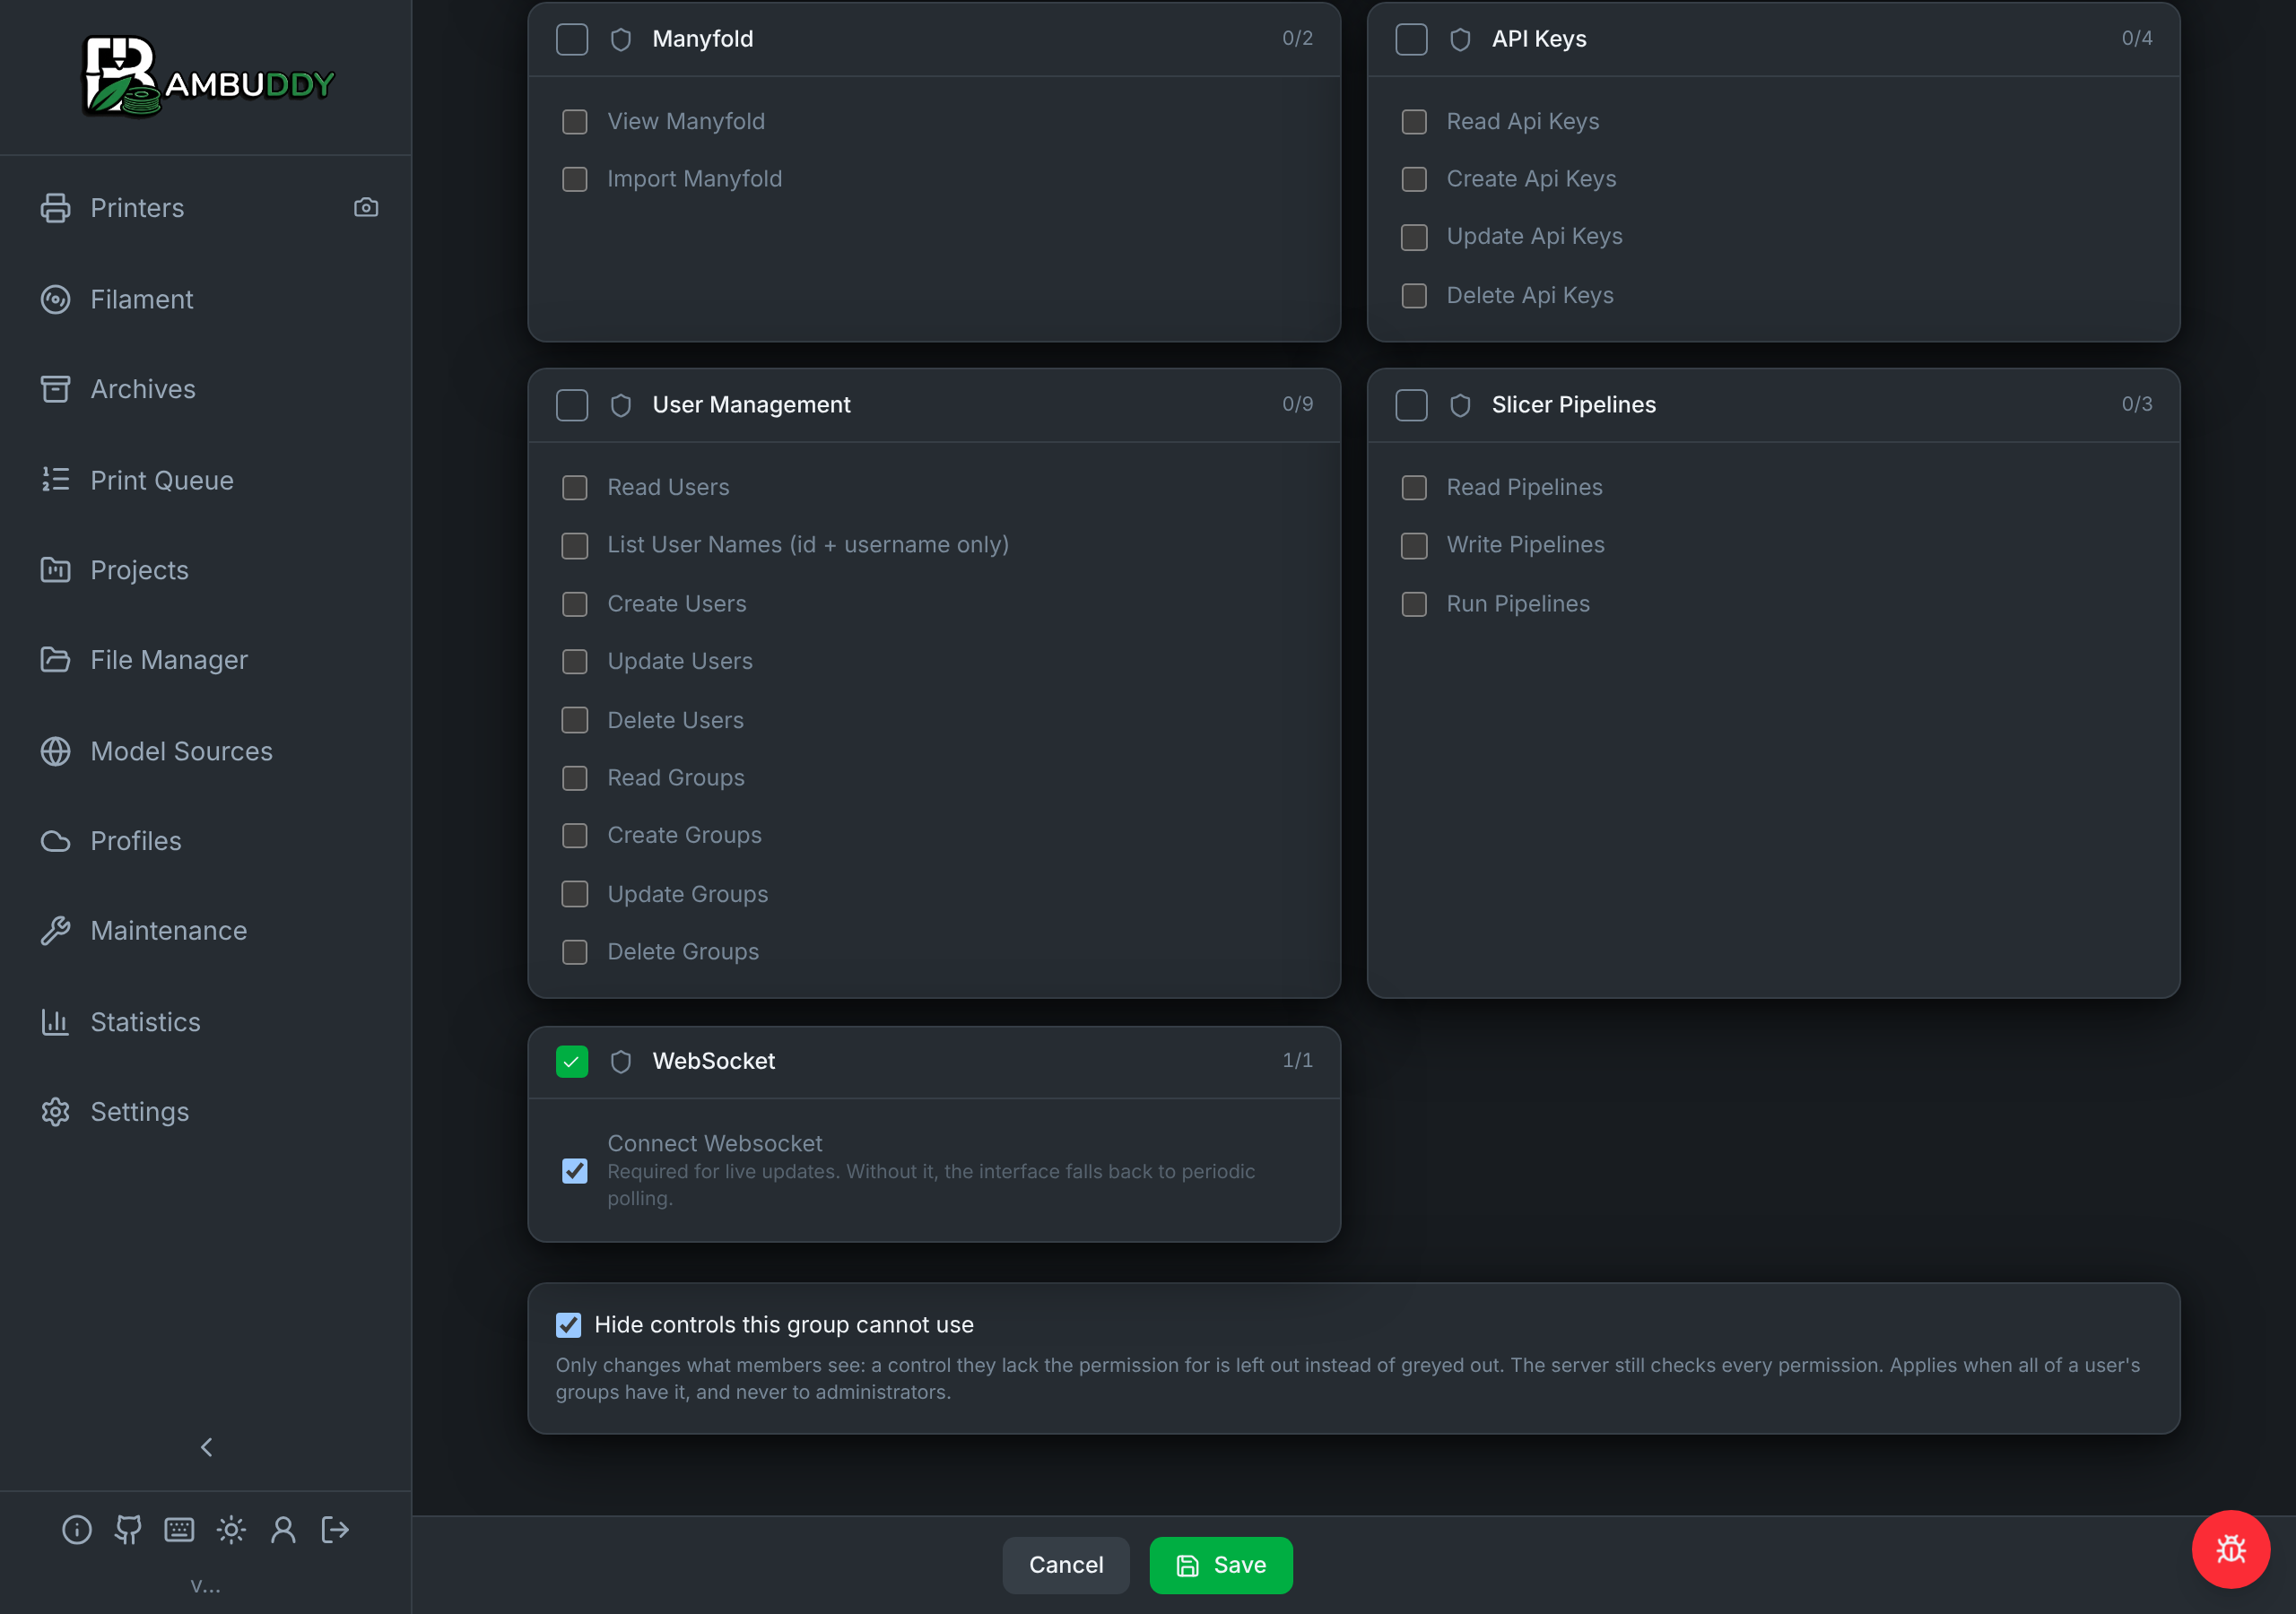 BAMBUDDY
Printers
Filament
Archives
Print Queue
Projects
File Manager
Model Sources
Profiles
Maintenance
Statistics
Settings
v...
Manyfold 0/2
View Manyfold
Import Manyfold
API Keys 0/4
Read Api Keys
Create Api Keys
Update Api Keys
Delete Api Keys
User Management 0/9
Read Users
List User Names (id + username only)
Create Users
Update Users
Delete Users
Read Groups
Create Groups
Update Groups
Delete Groups
Slicer Pipelines 0/3
Read Pipelines
Write Pipelines
Run Pipelines
WebSocket 1/1
Connect Websocket
Required for live updates. Without it, the interface falls back to periodic
polling.
Hide controls this group cannot use
Only changes what members see: a control they lack the permission for is left out instead of greyed out. The server still checks every permission. Applies when all of a user's
groups have it, and never to administrators.
Cancel
Save